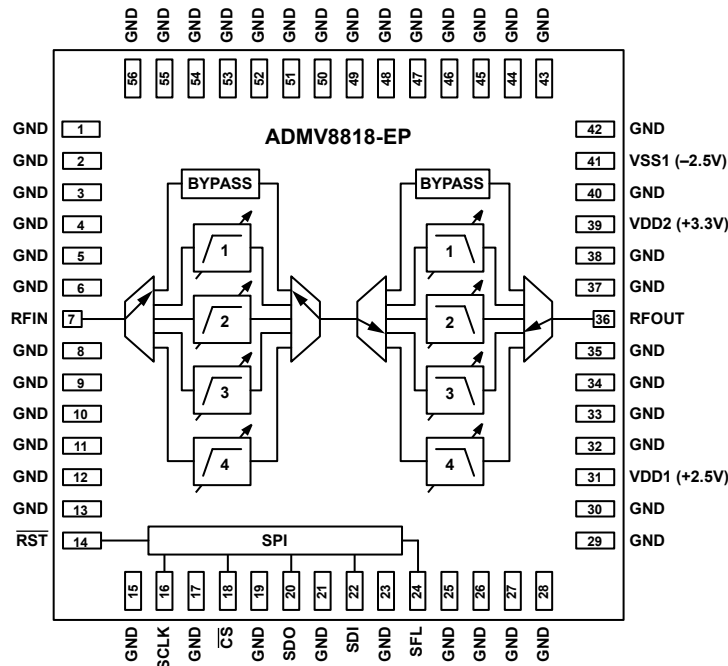 GND GND GND GND GND GND GND GND GND GND GND GND GND GND
56 55 54 53 52 51 50 49 48 47 46 45 44 43
ADMV8818-EP
GND 1
GND 2
GND 3
GND 4
GND 5
GND 6
RFIN 7
GND 8
GND 9
GND 10
GND 11
GND 12
GND 13
RST 14
BYPASS
1
2
3
4
BYPASS
1
2
3
4
42 GND
41 VSS1 (–2.5V)
40 GND
39 VDD2 (+3.3V)
38 GND
37 GND
36 RFOUT
35 GND
34 GND
33 GND
32 GND
31 VDD1 (+2.5V)
30 GND
29 GND
SPI
15 16 17 18 19 20 21 22 23 24 25 26 27 28
GND SCLK GND CS GND SDO GND SDI GND SFL GND GND GND GND